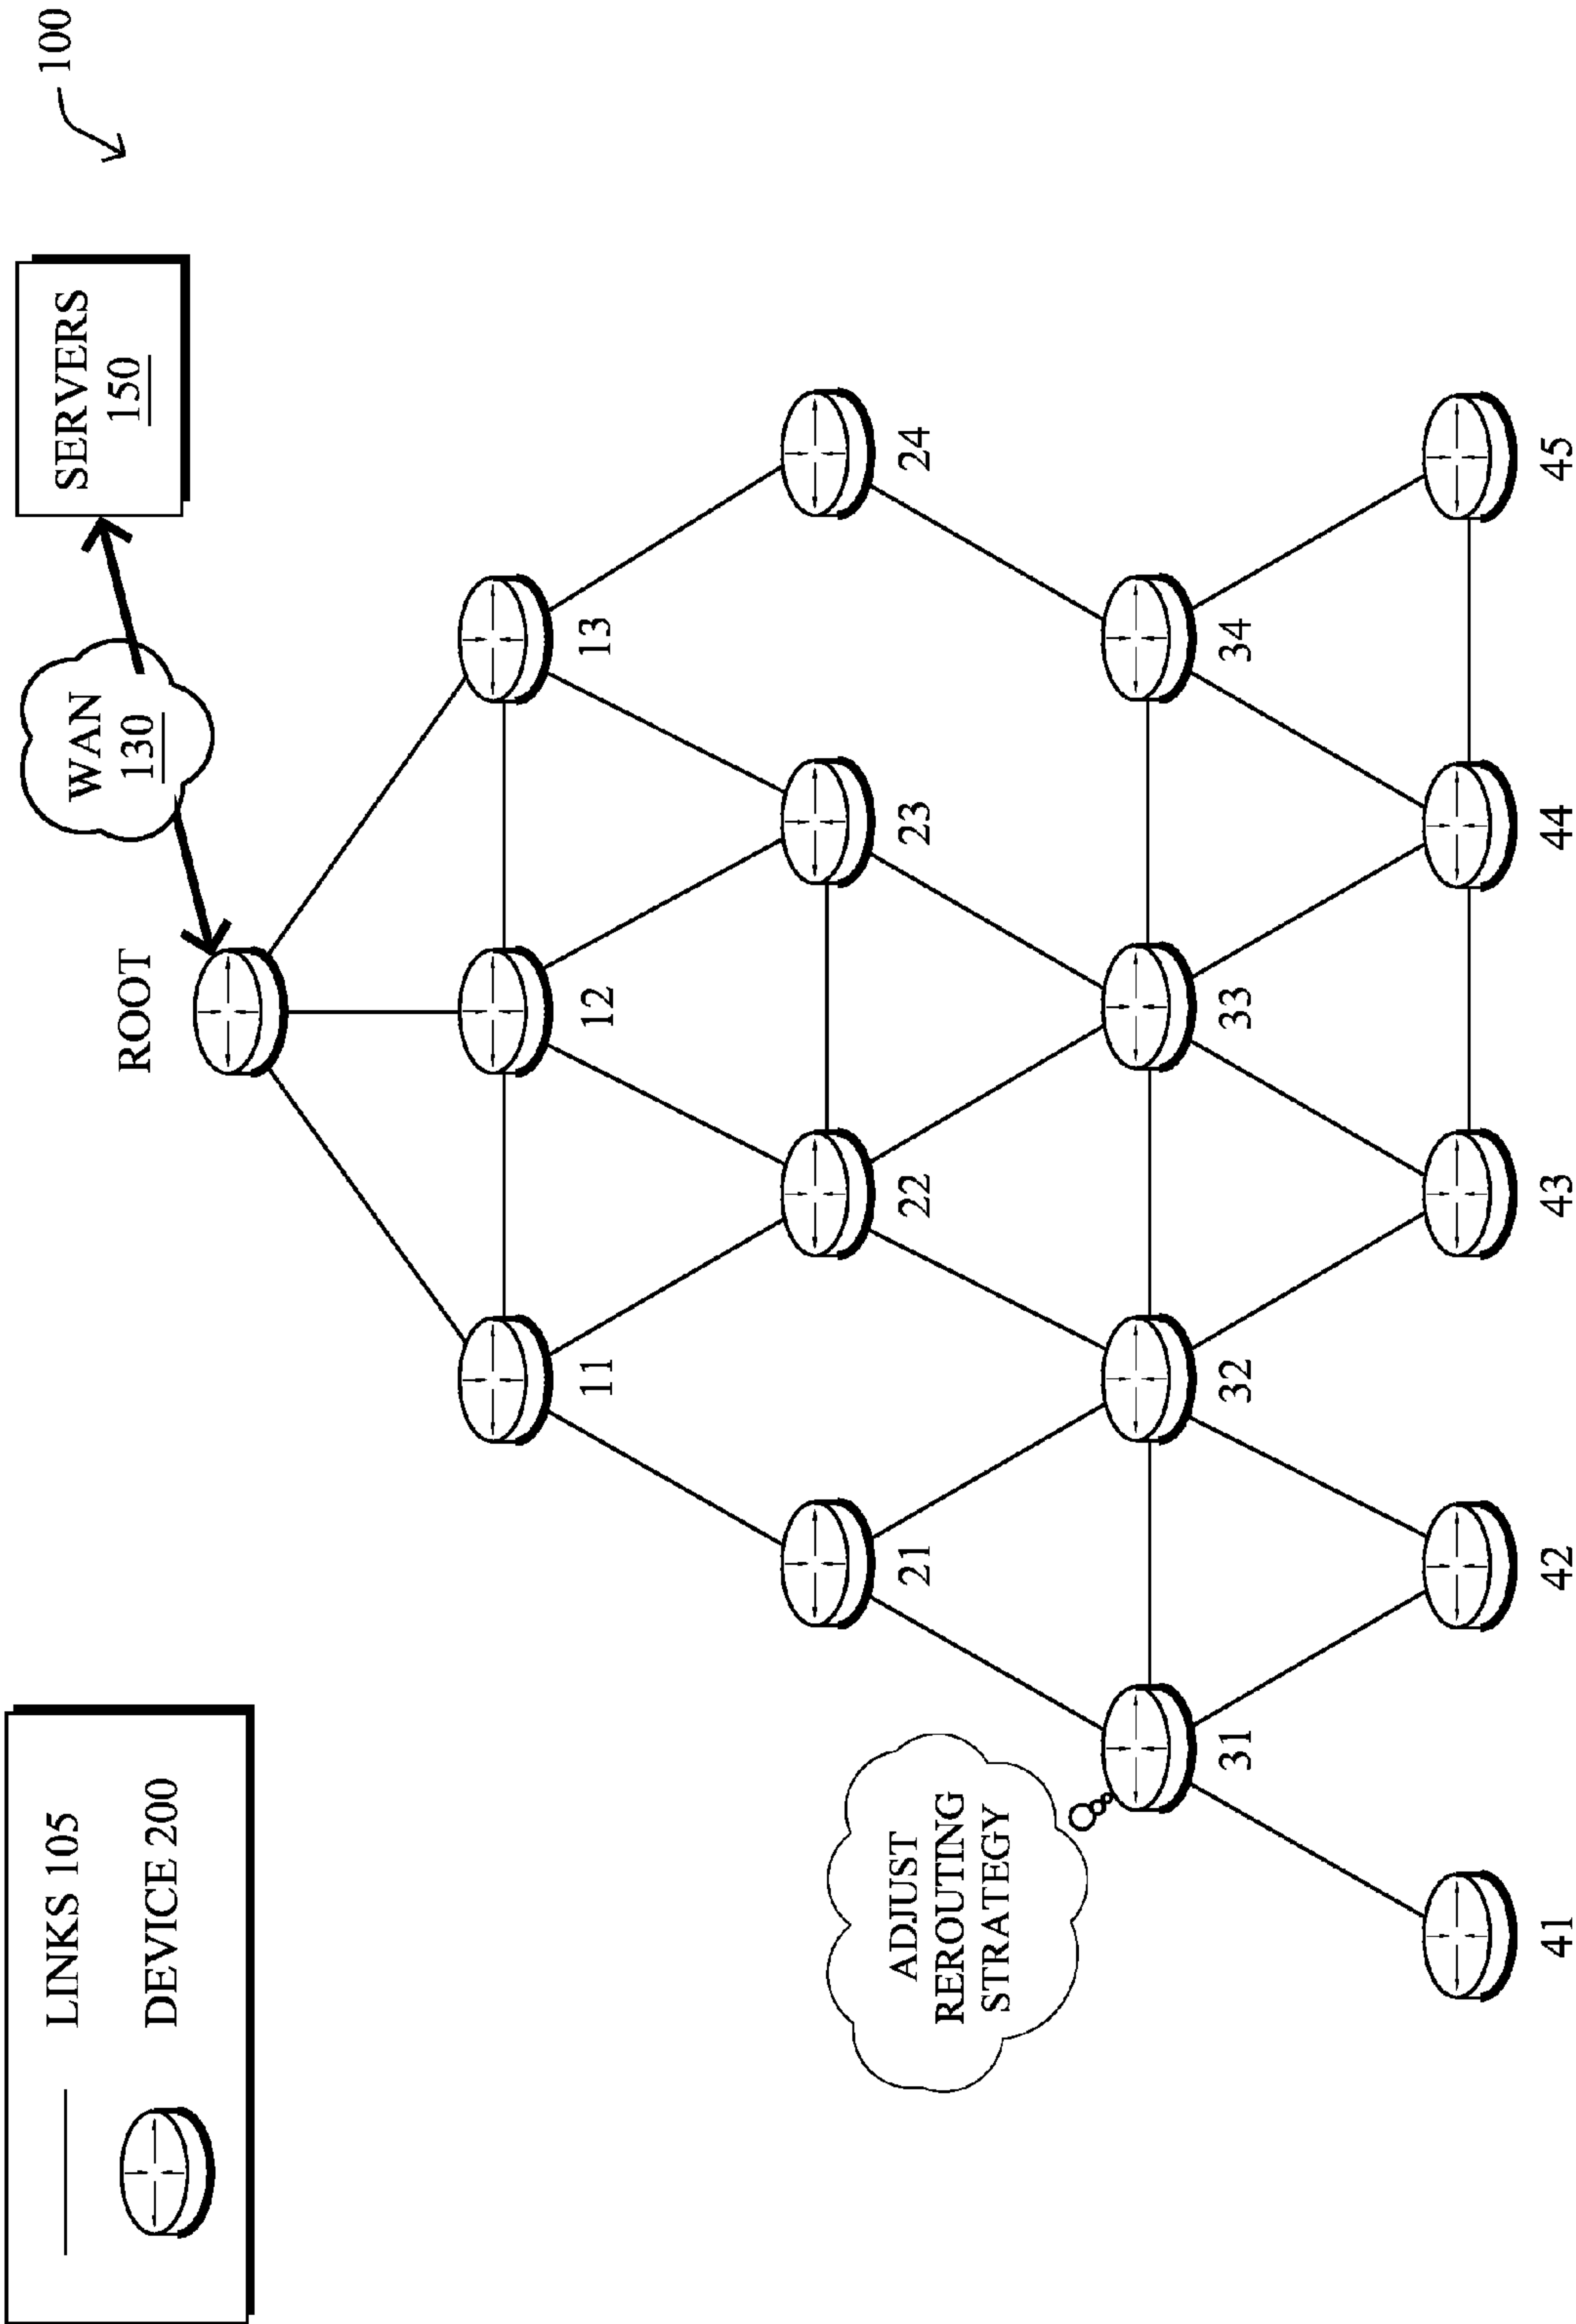 100
LINKS 105
DEVICE 200
WAN
130
SERVERS
150
ROOT
11
12
13
21
22
23
24
ADJUST
REROUTING
STRATEGY
31
32
33
34
41
42
43
44
45